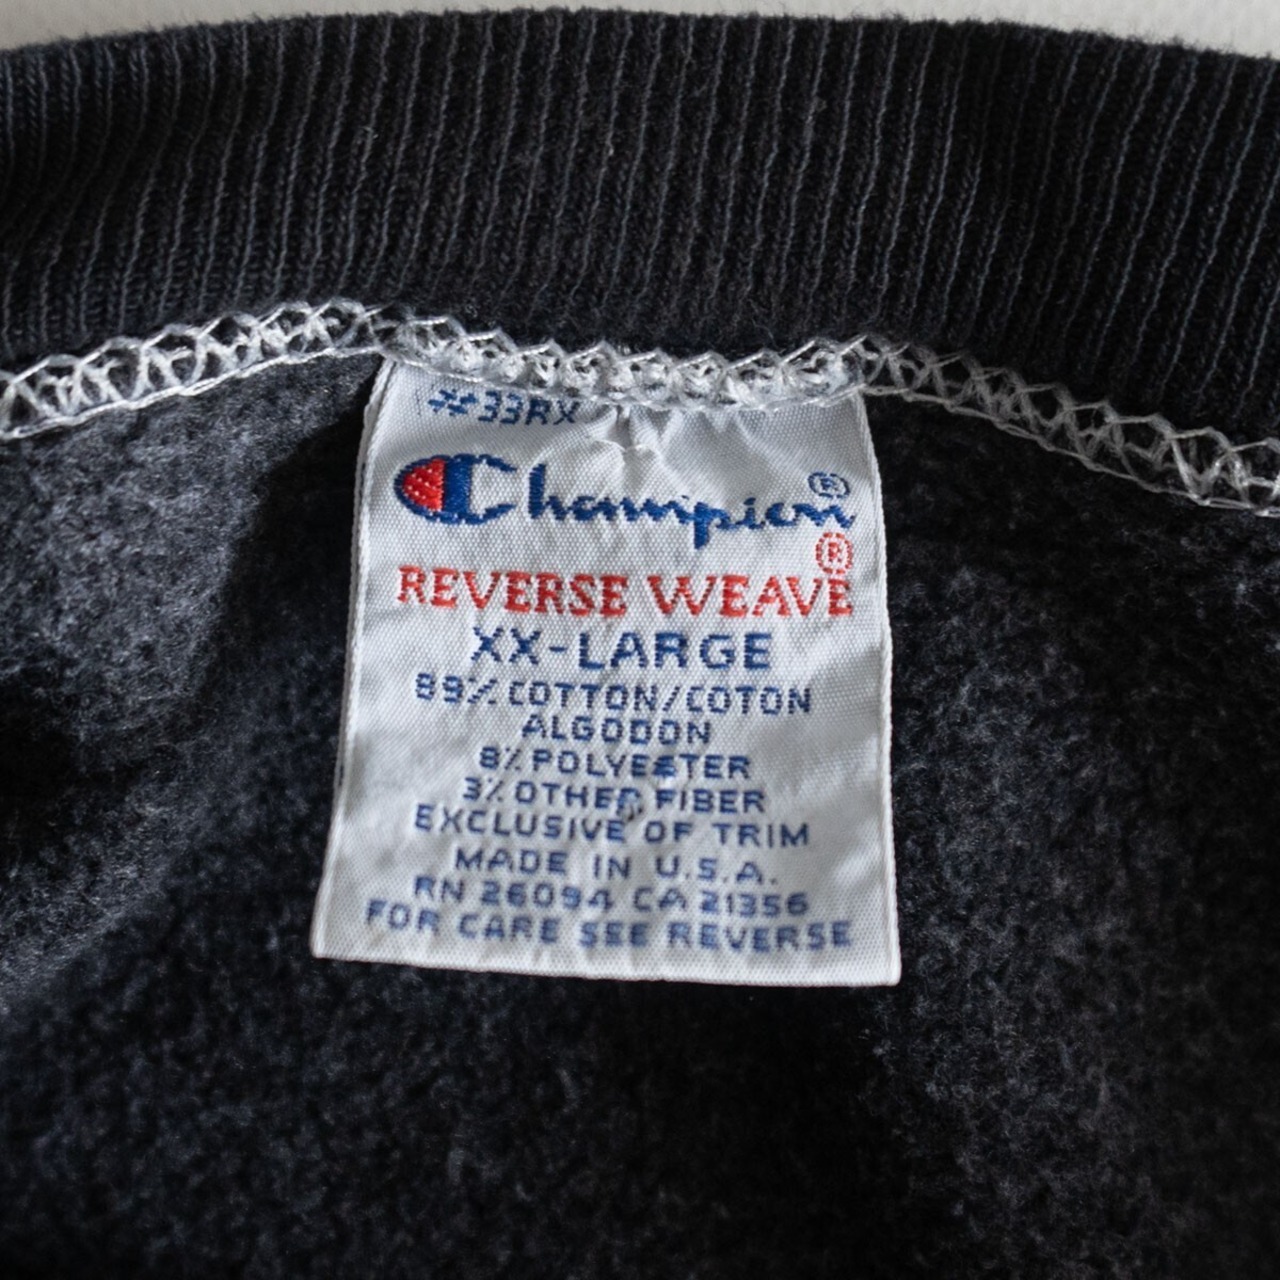 #33RX
Champion®
®
REVERSE WEAVE
XX-LARGE
89% COTTON/COTON
ALGODON
8% POLYESTER
3% OTHER FIBER
EXCLUSIVE OF TRIM
MADE IN U.S.A.
RN 26094 CA 21356
FOR CARE SEE REVERSE